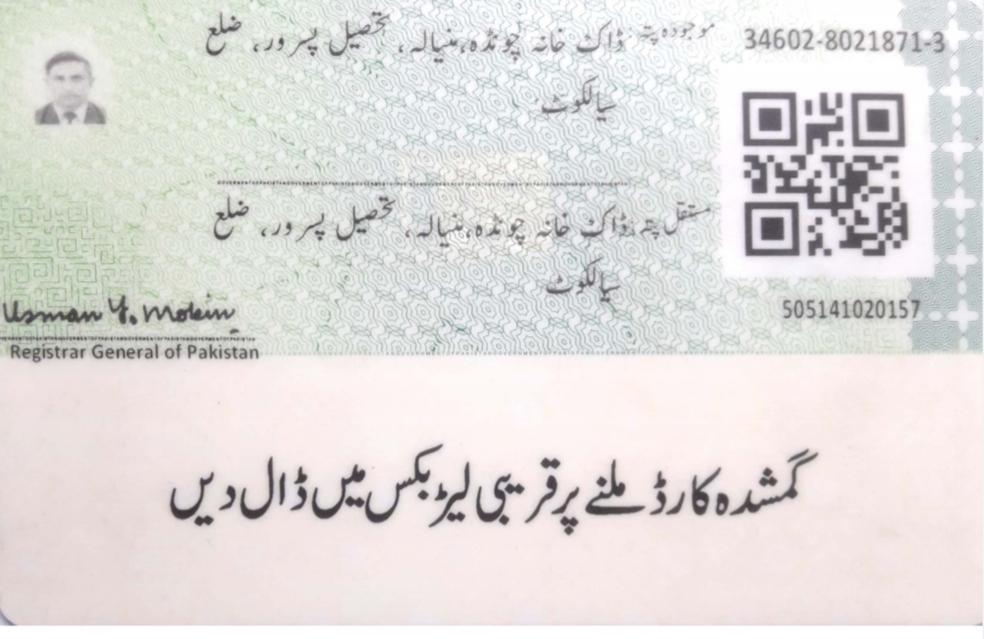 34602-8021871-3
موجودہ پتہ: ڈاک خانہ چونڈہ، منیالہ، تحصیل پسرور، ضلع
سیالکوٹ
مستقل پتہ: ڈاک خانہ چونڈہ، منیالہ، تحصیل پسرور، ضلع
سیالکوٹ
505141020157
Usman Y. Mobin
Registrar General of Pakistan
گمشدہ کارڈ ملنے پر قریبی لیٹر بکس میں ڈال دیں